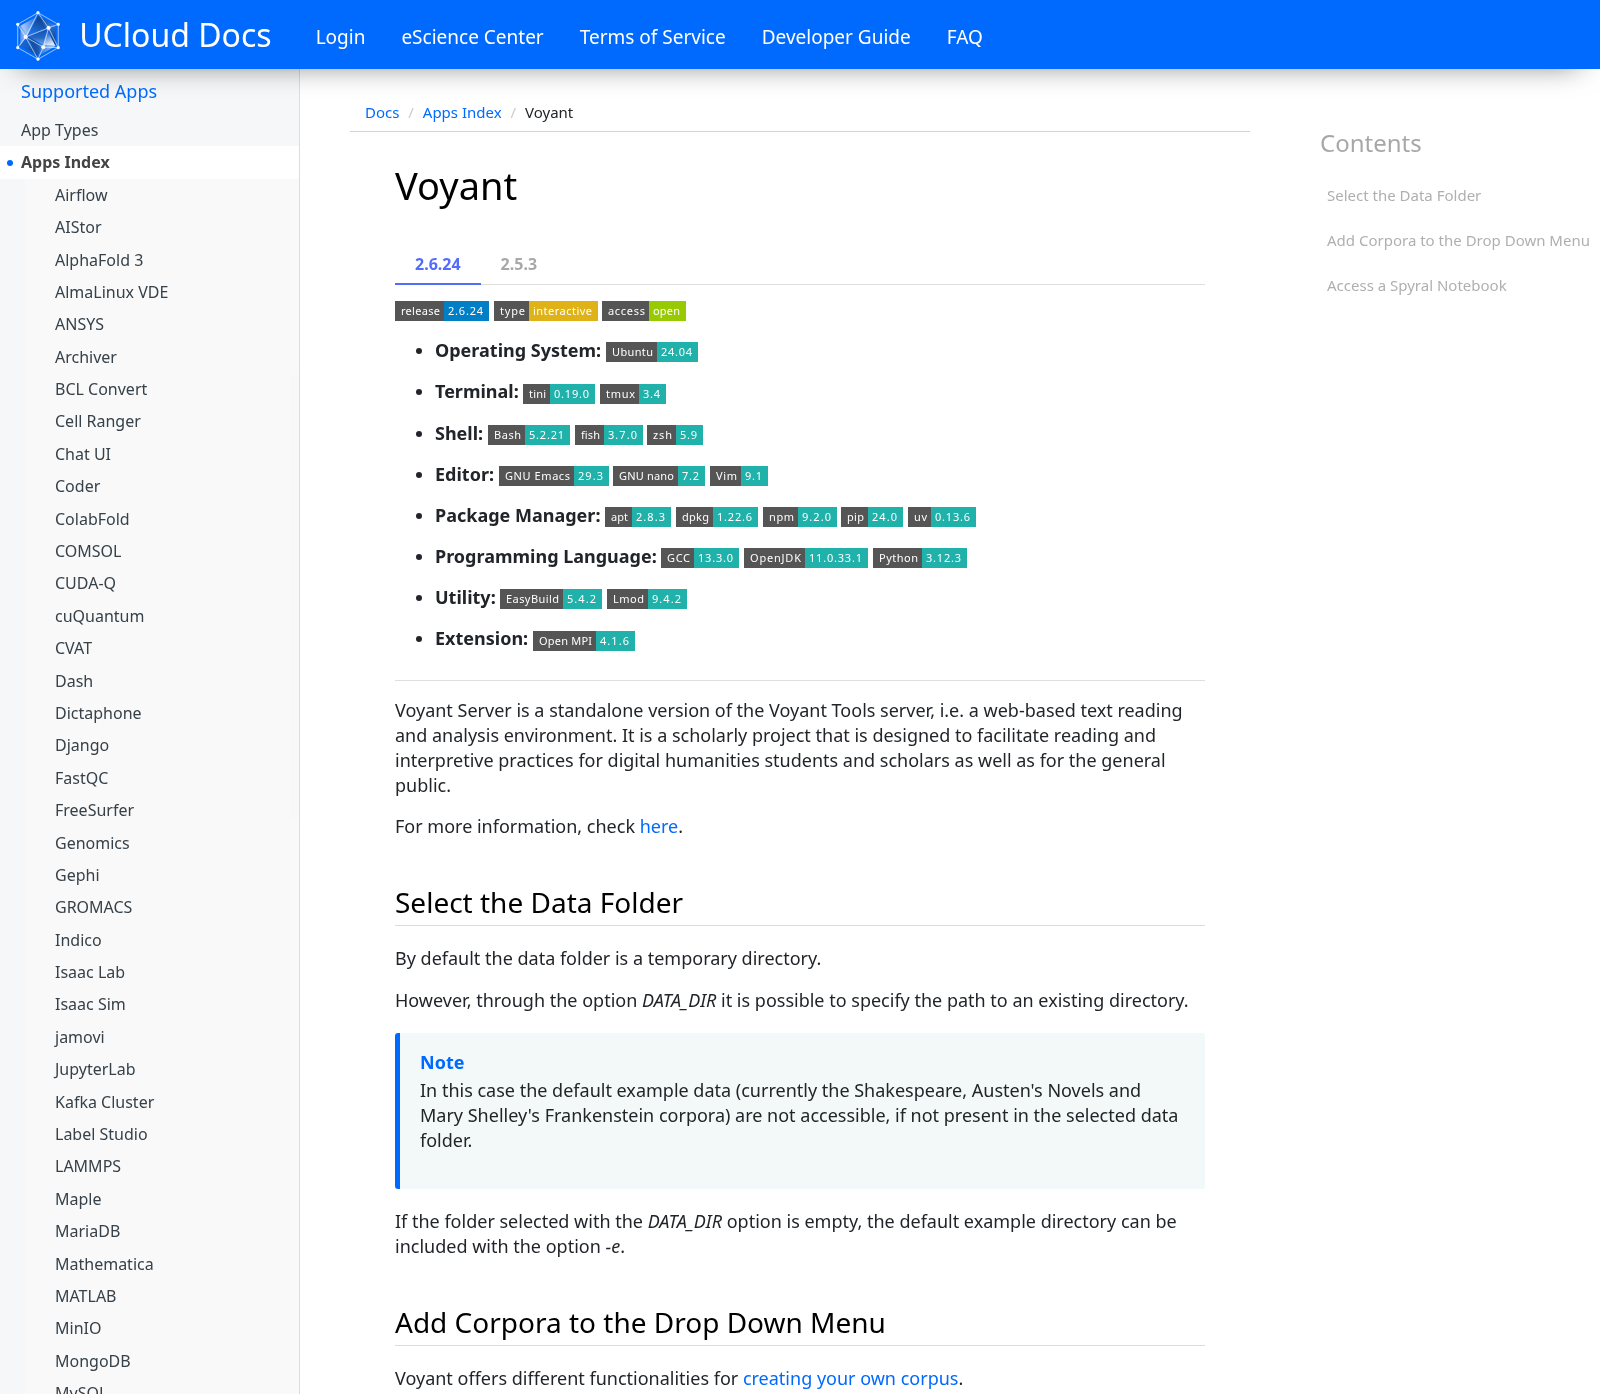 UCloud Docs
Login
eScience Center
Terms of Service
Developer Guide
FAQ
Supported Apps
App Types
Apps Index
Airflow
AIStor
AlphaFold 3
AlmaLinux VDE
ANSYS
Archiver
BCL Convert
Cell Ranger
Chat UI
Coder
ColabFold
COMSOL
CUDA-Q
cuQuantum
CVAT
Dash
Dictaphone
Django
FastQC
FreeSurfer
Genomics
Gephi
GROMACS
Indico
Isaac Lab
Isaac Sim
jamovi
JupyterLab
Kafka Cluster
Label Studio
LAMMPS
Maple
MariaDB
Mathematica
MATLAB
MinIO
MongoDB
MySQL
Docs / Apps Index / Voyant
Voyant
2.6.24 2.5.3
release 2.6.24 type interactive access open
• Operating System: Ubuntu 24.04
• Terminal: tini 0.19.0 tmux 3.4
• Shell: Bash 5.2.21 fish 3.7.0 zsh 5.9
• Editor: GNU Emacs 29.3 GNU nano 7.2 Vim 9.1
• Package Manager: apt 2.8.3 dpkg 1.22.6 npm 9.2.0 pip 24.0 uv 0.13.6
• Programming Language: GCC 13.3.0 OpenJDK 11.0.33.1 Python 3.12.3
• Utility: EasyBuild 5.4.2 Lmod 9.4.2
• Extension: Open MPI 4.1.6
Voyant Server is a standalone version of the Voyant Tools server, i.e. a web-based text reading
and analysis environment. It is a scholarly project that is designed to facilitate reading and
interpretive practices for digital humanities students and scholars as well as for the general
public.
For more information, check here.
Select the Data Folder
By default the data folder is a temporary directory.
However, through the option DATA_DIR it is possible to specify the path to an existing directory.
Note
In this case the default example data (currently the Shakespeare, Austen's Novels and
Mary Shelley's Frankenstein corpora) are not accessible, if not present in the selected data
folder.
If the folder selected with the DATA_DIR option is empty, the default example directory can be
included with the option -e.
Add Corpora to the Drop Down Menu
Voyant offers different functionalities for creating your own corpus.
Contents
Select the Data Folder
Add Corpora to the Drop Down Menu
Access a Spyral Notebook